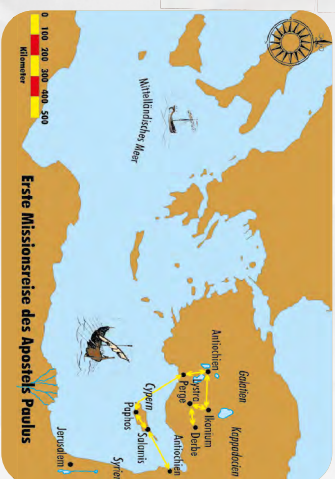 Galatien
Kappadocien
Antiochien
Ikonium
Lystra
Derbe
Perge
Antiochien
Cypern
Salamis
Paphos
Syrien
Mittelländisches Meer
Jerusalem
0 100 200 300 400 500
Kilometer
Erste Missionsreise des Apostels Paulus